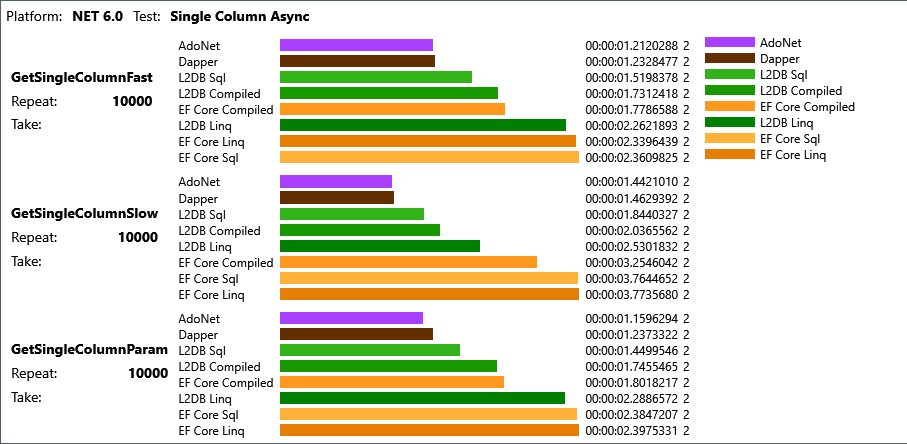 Platform: NET 6.0 Test: Single Column Async
GetSingleColumnFast
Repeat: 10000
Take:
AdoNet 00:00:01.2120288 2
Dapper 00:00:01.2328477 2
L2DB Sql 00:00:01.5198378 2
L2DB Compiled 00:00:01.7312418 2
EF Core Compiled 00:00:01.7786588 2
L2DB Linq 00:00:02.2621893 2
EF Core Linq 00:00:02.3396439 2
EF Core Sql 00:00:02.3609825 2
GetSingleColumnSlow
Repeat: 10000
Take:
AdoNet 00:00:01.4421010 2
Dapper 00:00:01.4629392 2
L2DB Sql 00:00:01.8440327 2
L2DB Compiled 00:00:02.0365562 2
L2DB Linq 00:00:02.5301832 2
EF Core Compiled 00:00:03.2546042 2
EF Core Sql 00:00:03.7644652 2
EF Core Linq 00:00:03.7735680 2
GetSingleColumnParam
Repeat: 10000
Take:
AdoNet 00:00:01.1596294 2
Dapper 00:00:01.2373322 2
L2DB Sql 00:00:01.4499546 2
L2DB Compiled 00:00:01.7455465 2
EF Core Compiled 00:00:01.8018217 2
L2DB Linq 00:00:02.2886572 2
EF Core Sql 00:00:02.3847207 2
EF Core Linq 00:00:02.3975331 2
AdoNet
Dapper
L2DB Sql
L2DB Compiled
EF Core Compiled
L2DB Linq
EF Core Sql
EF Core Linq